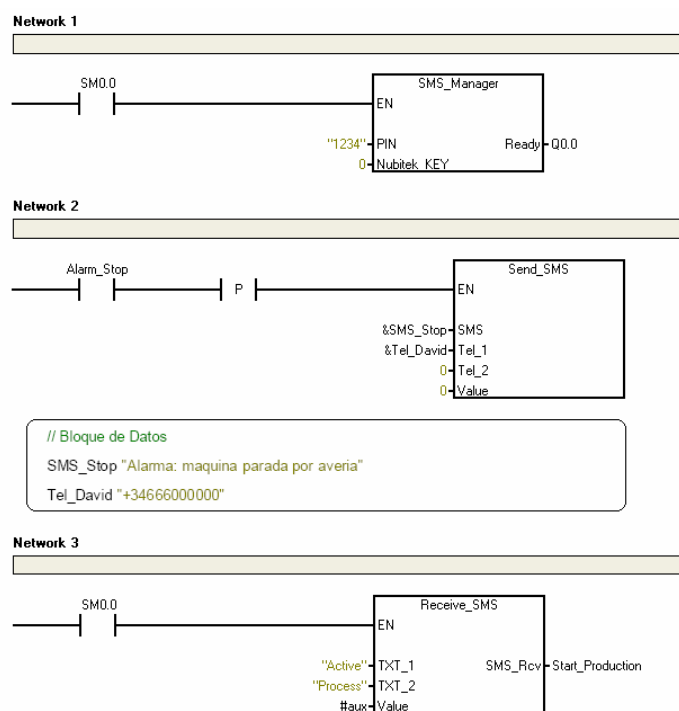 Network 1
SM0.0
SMS_Manager
EN
"1234" PIN Ready Q0.0
0 Nubitek_KEY
Network 2
Alarm_Stop
P
Send_SMS
EN
&SMS_Stop SMS
&Tel_David Tel_1
0 Tel_2
0 Value
// Bloque de Datos
SMS_Stop "Alarma: maquina parada por averia"
Tel_David "+34666000000"
Network 3
SM0.0
Receive_SMS
EN
"Active" TXT_1 SMS_Rcv Start_Production
"Process" TXT_2
#aux Value